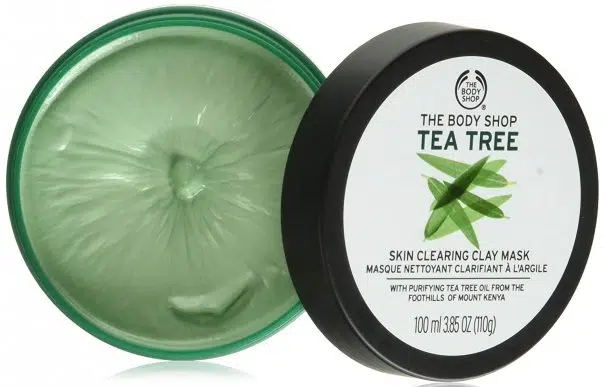 THE
BODY
SHOP
®
THE BODY SHOP
TEA TREE
SKIN CLEARING CLAY MASK
MASQUE NETTOYANT CLARIFIANT À L'ARGILE
WITH PURIFYING TEA TREE OIL FROM THE
FOOTHILLS OF MOUNT KENYA
100 ml 3.85 OZ (110g)